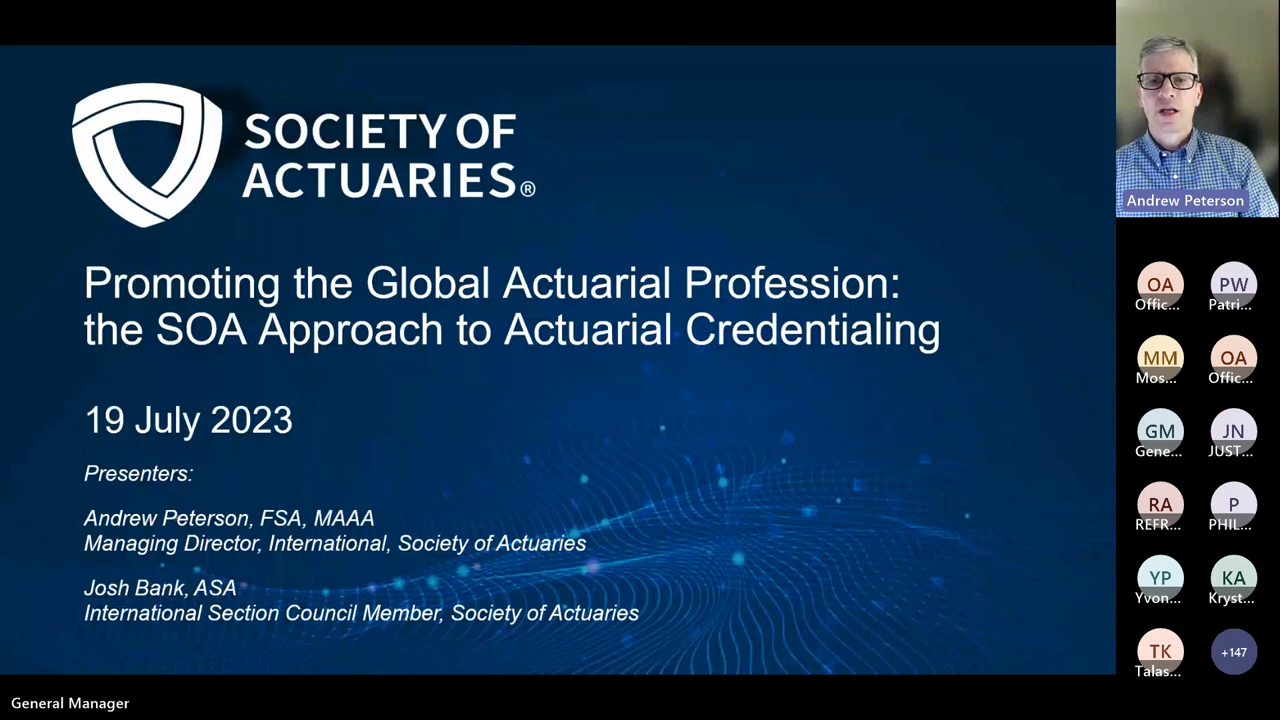 SOCIETY OF
ACTUARIES®
Promoting the Global Actuarial Profession:
the SOA Approach to Actuarial Credentialing
19 July 2023
Presenters:
Andrew Peterson, FSA, MAAA
Managing Director, International, Society of Actuaries
Josh Bank, ASA
International Section Council Member, Society of Actuaries
Andrew Peterson
OA
Offic...
PW
Patri...
MM
Mos...
OA
Offic...
GM
Gene...
JN
JUST...
RA
REFR...
P
PHIL...
YP
Yvon...
KA
Kryst...
TK
Talas...
+147
General Manager